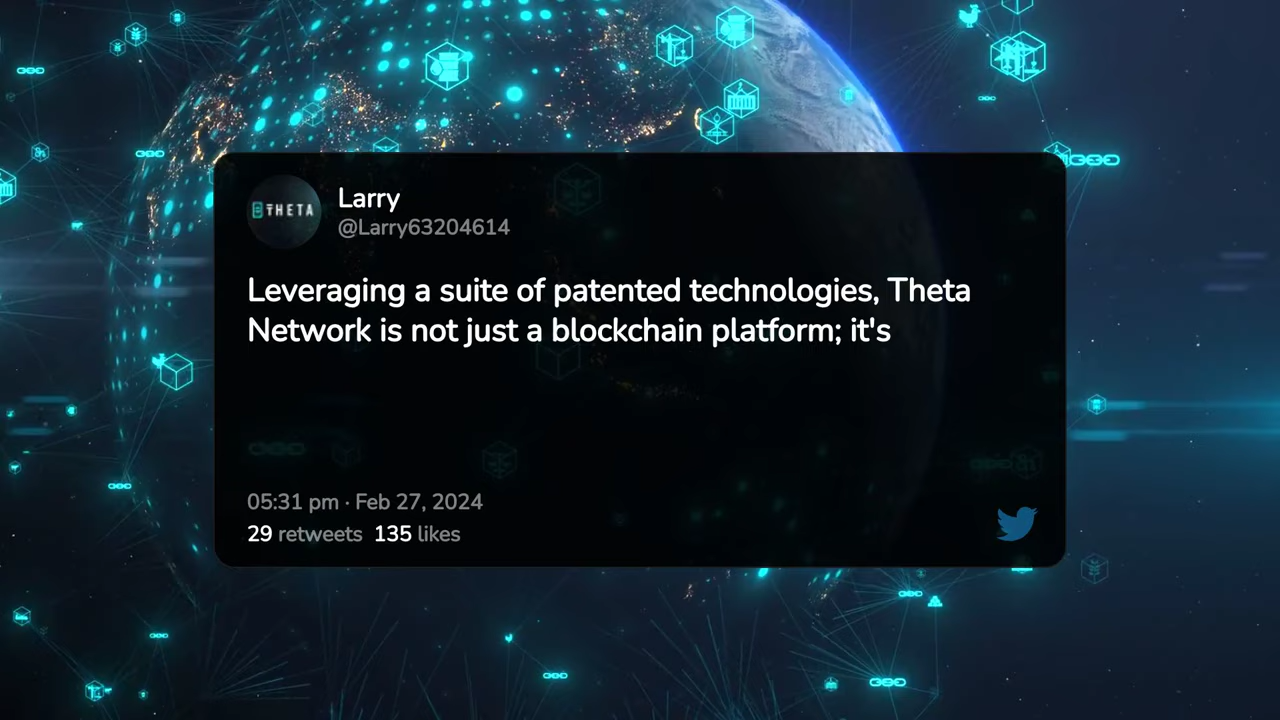 THETA
Larry
@Larry63204614
Leveraging a suite of patented technologies, Theta
Network is not just a blockchain platform; it's
05:31 pm · Feb 27, 2024
29 retweets 135 likes